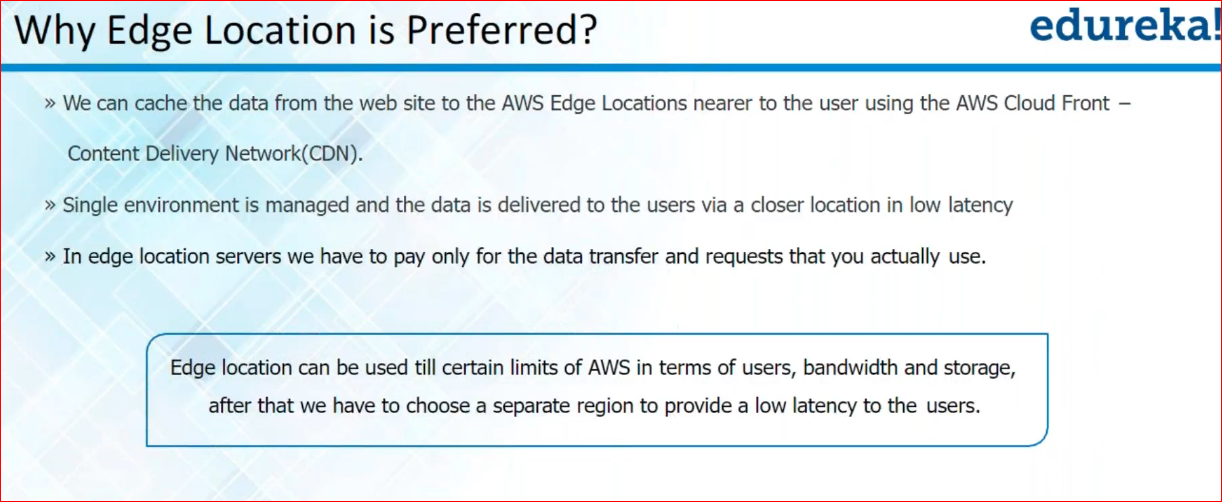 Why Edge Location is Preferred?
edureka!
» We can cache the data from the web site to the AWS Edge Locations nearer to the user using the AWS Cloud Front –
Content Delivery Network(CDN).
» Single environment is managed and the data is delivered to the users via a closer location in low latency
» In edge location servers we have to pay only for the data transfer and requests that you actually use.
Edge location can be used till certain limits of AWS in terms of users, bandwidth and storage,
after that we have to choose a separate region to provide a low latency to the users.